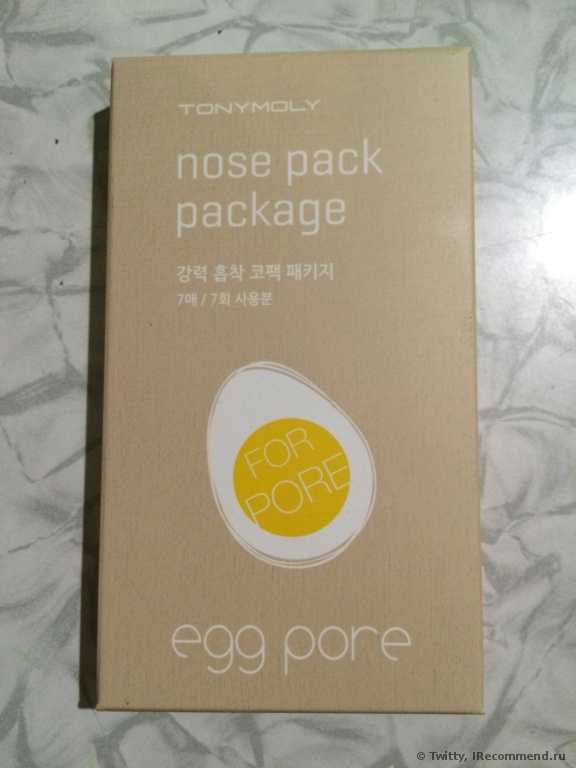 TONYMOLY
nose pack
package
강력 흡착 코팩 패키지
7매 / 7회 사용분
FOR
PORE
egg pore
© Twitty, IRecommend.ru